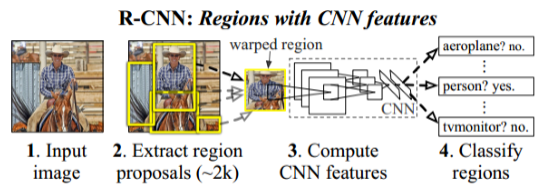 R-CNN: Regions with CNN features
warped region
aeroplane? no.
person? yes.
tvmonitor? no.
CNN
1. Input
image
2. Extract region
proposals (~2k)
3. Compute
CNN features
4. Classify
regions